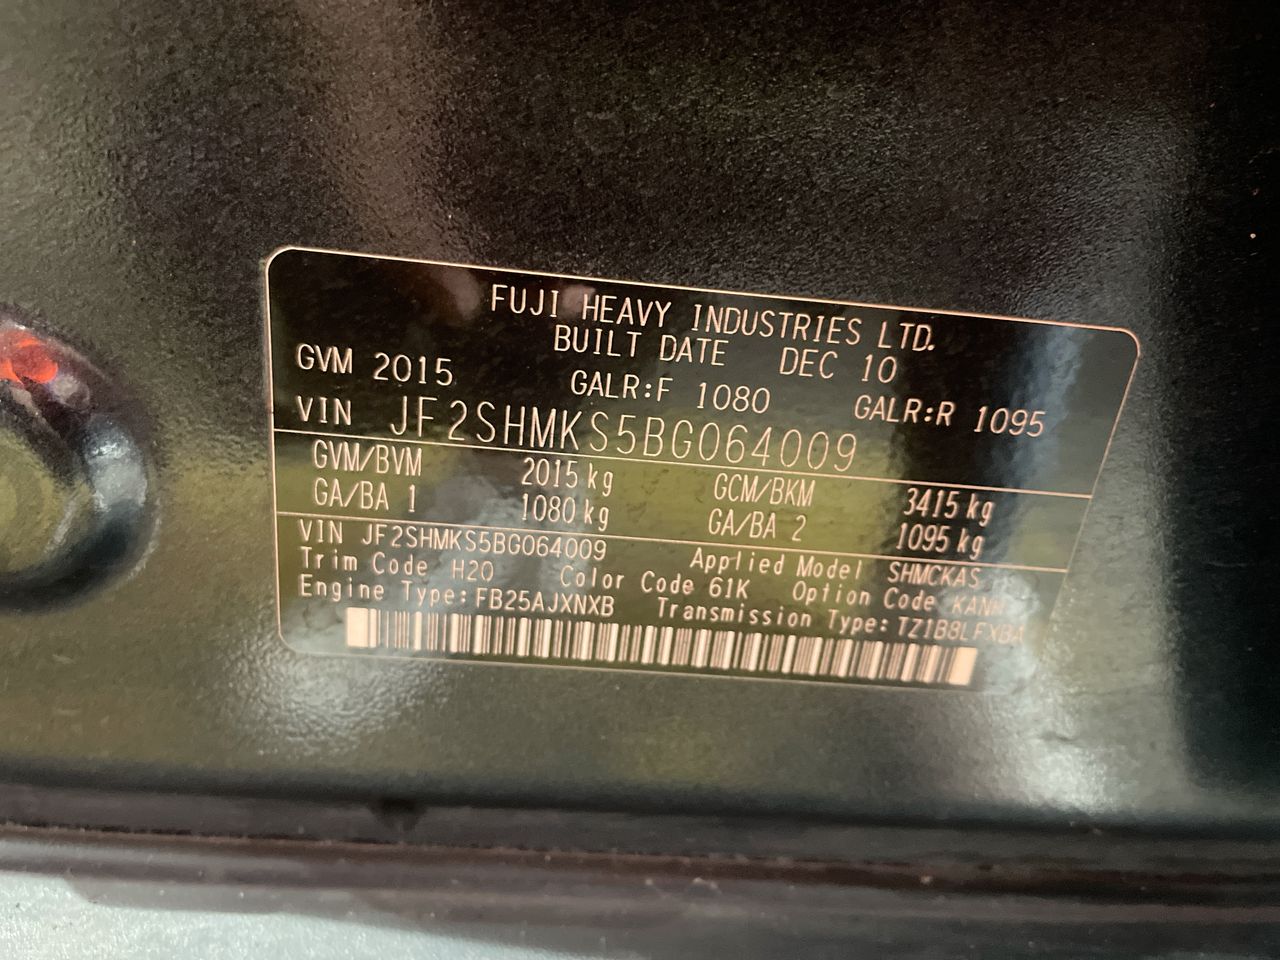 FUJI HEAVY INDUSTRIES LTD.
BUILT DATE DEC 10
GVM 2015 GALR:F 1080 GALR:R 1095
VIN JF2SHMKS5BG064009
GVM/BVM 2015 kg GCM/BKM 3415 kg
GA/BA 1 1080 kg GA/BA 2 1095 kg
VIN JF2SHMKS5BG064009 Applied Model SHMCKAS
Trim Code H20 Color Code 61K Option Code KANH
Engine Type:FB25AJXNXB Transmission Type:TZ1B8LFXBA